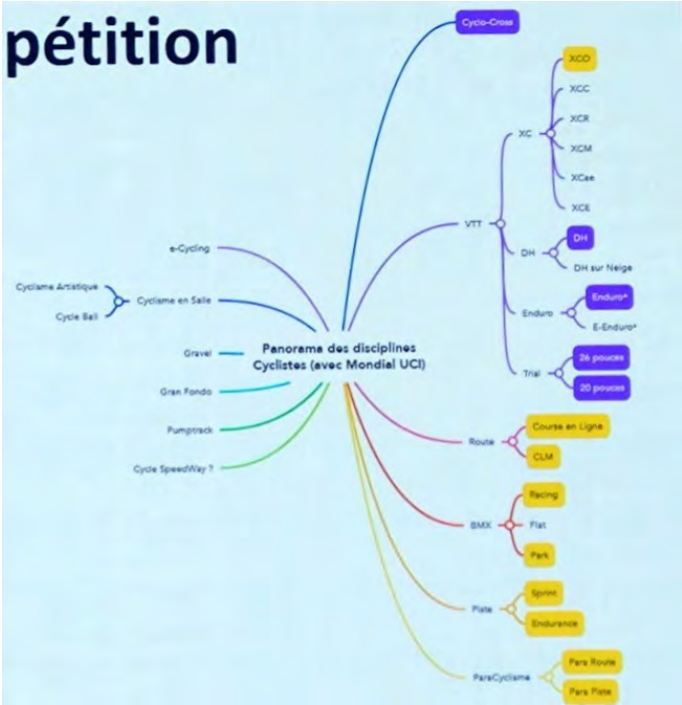 pétition
Cyclo-Cross
XCO
XCC
XCR
XC
XCM
XCae
XCE
VTT
DH
DH
DH sur Neige
Enduro*
Enduro
E-Enduro*
26 pouces
Trial
20 pouces
e-Cycling
Cyclisme Artistique
Cyclisme en Salle
Cycle Ball
Gravel
Panorama des disciplines
Cyclistes (avec Mondial UCI)
Gran Fondo
Pumptrack
Cycle SpeedWay ?
Course en Ligne
Route
CLM
Racing
BMX
Flat
Park
Sprint
Piste
Endurance
Para Route
ParaCyclisme
Para Piste